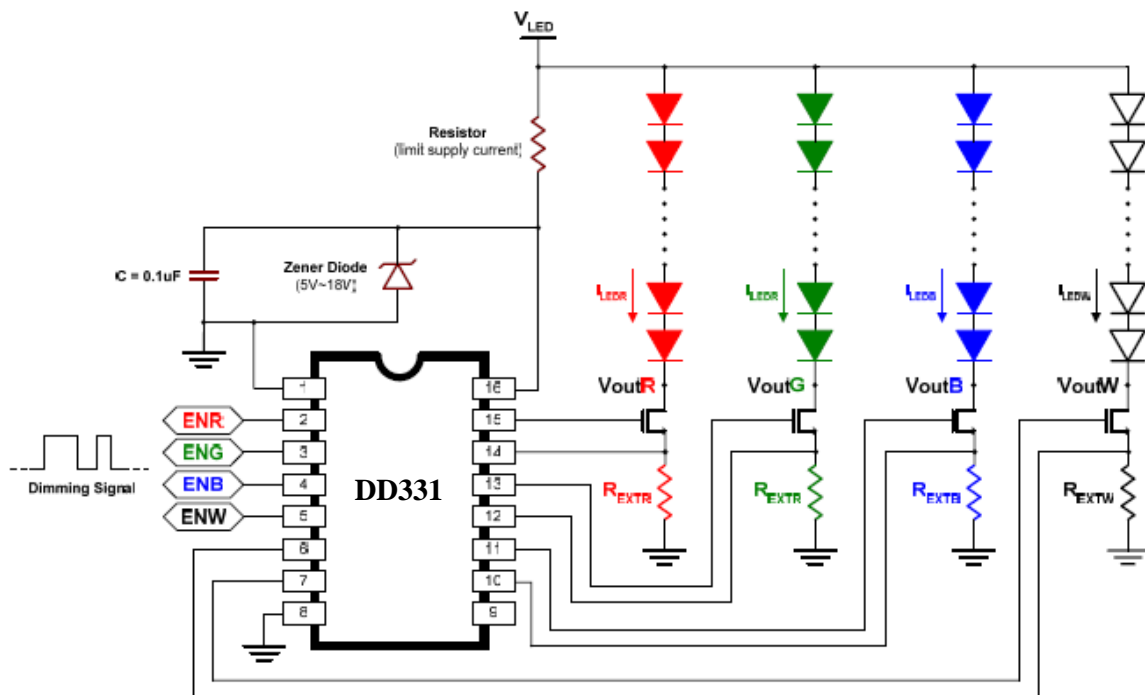 VLED
Resistor
(limit supply current)
C = 0.1uF
Zener Diode
(5V~18V)
ILEDR
ILEDR
ILEDB
ILEDW
VoutR
VoutG
VoutB
VoutW
1
16
ENR
2
15
ENG
3
14
ENB
4
13
ENW
5
12
6
11
7
10
8
9
Dimming Signal
DD331
REXTR
REXTR
REXTB
REXTW